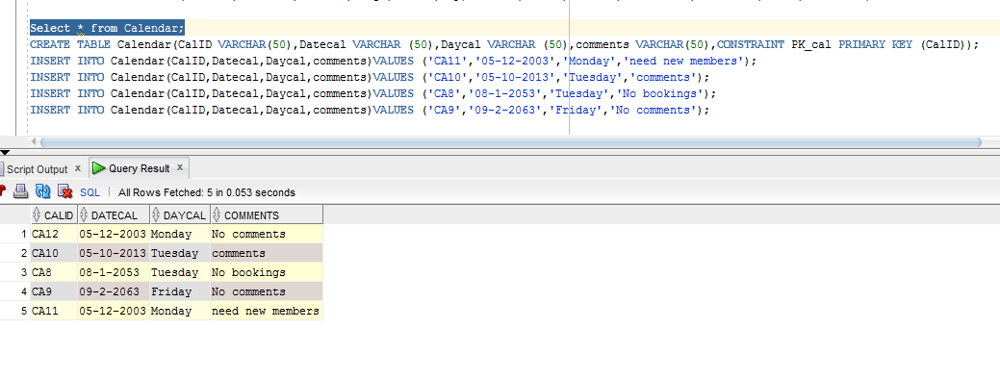 Select * from Calendar;
CREATE TABLE Calendar(CalID VARCHAR(50),Datecal VARCHAR (50),Daycal VARCHAR (50),comments VARCHAR(50),CONSTRAINT PK_cal PRIMARY KEY (CalID));
INSERT INTO Calendar(CalID,Datecal,Daycal,comments)VALUES ('CA11','05-12-2003','Monday','need new members');
INSERT INTO Calendar(CalID,Datecal,Daycal,comments)VALUES ('CA10','05-10-2013','Tuesday','comments');
INSERT INTO Calendar(CalID,Datecal,Daycal,comments)VALUES ('CA8','08-1-2053','Tuesday','No bookings');
INSERT INTO Calendar(CalID,Datecal,Daycal,comments)VALUES ('CA9','09-2-2063','Friday','No comments');
Script Output x Query Result x
SQL | All Rows Fetched: 5 in 0.053 seconds
CALID DATECAL DAYCAL COMMENTS
1 CA12 05-12-2003 Monday No comments
2 CA10 05-10-2013 Tuesday comments
3 CA8 08-1-2053 Tuesday No bookings
4 CA9 09-2-2063 Friday No comments
5 CA11 05-12-2003 Monday need new members